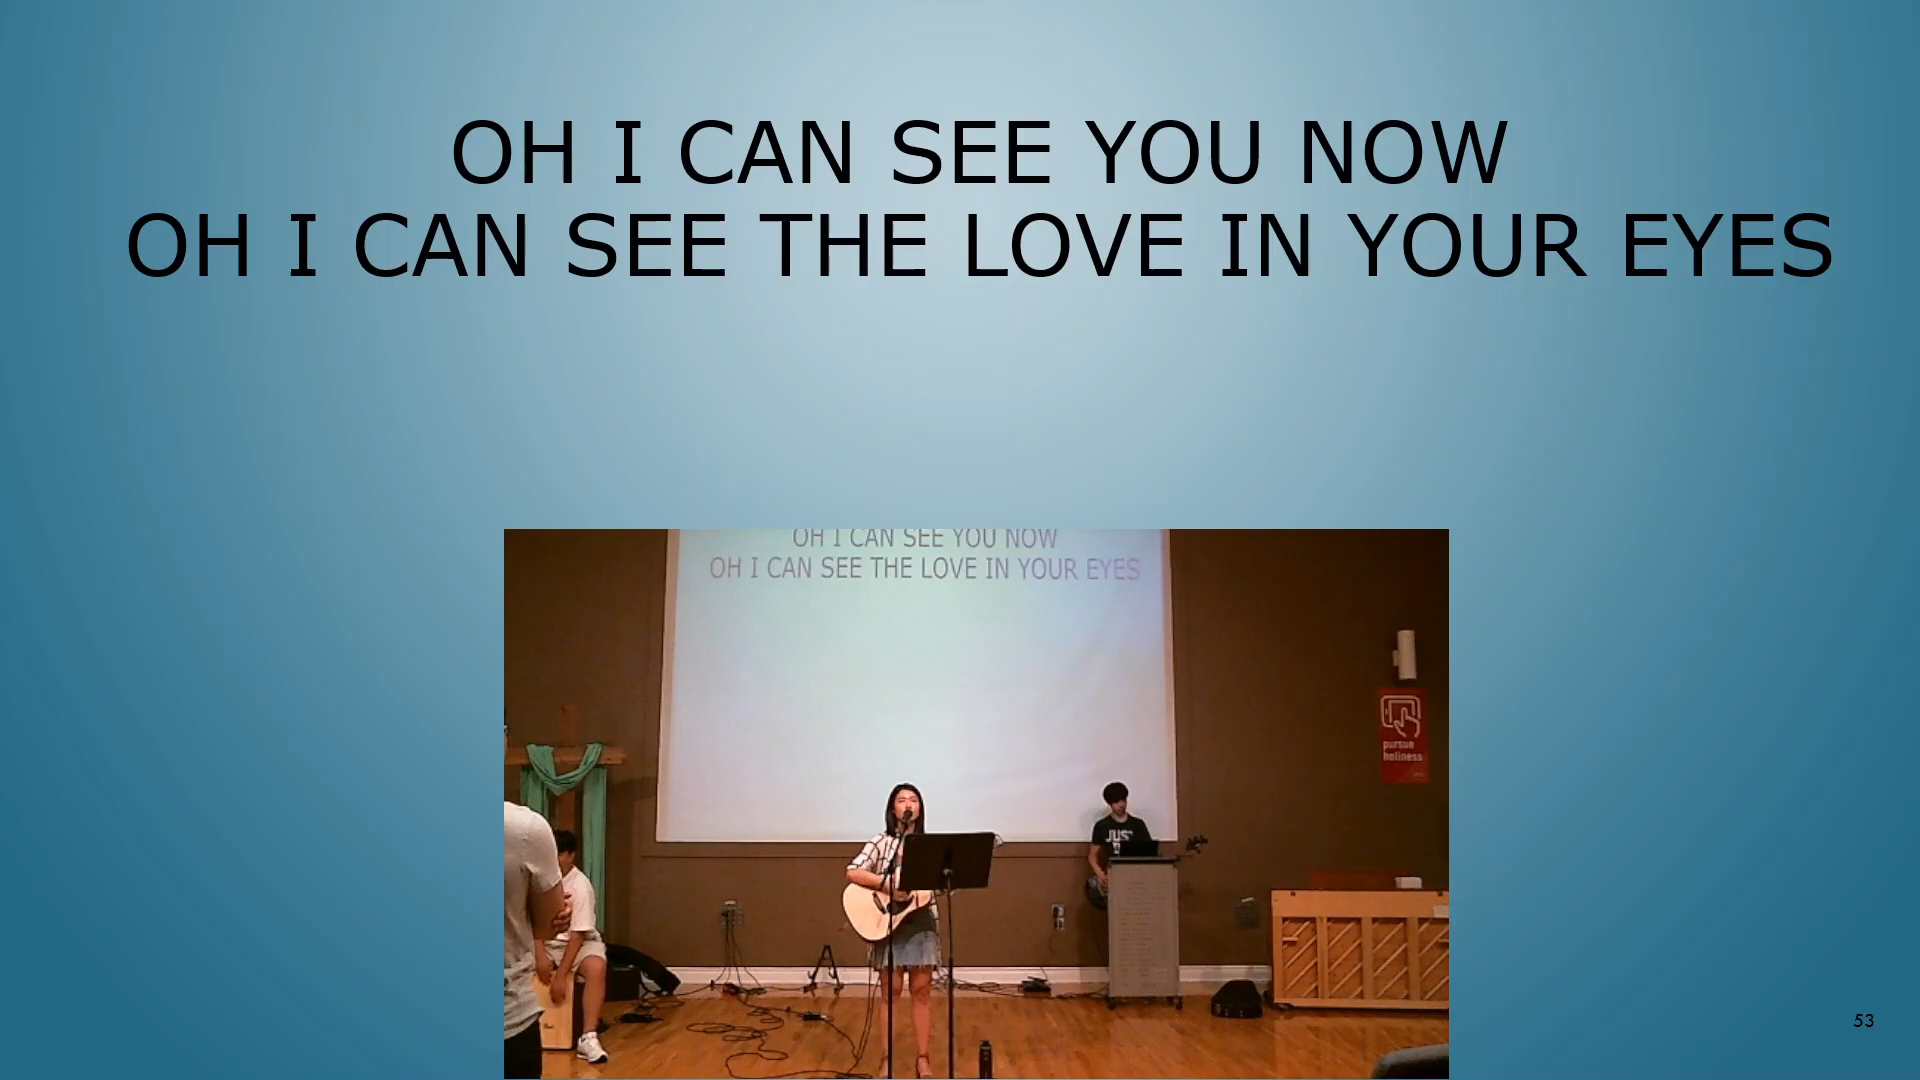 OH I CAN SEE YOU NOW
OH I CAN SEE THE LOVE IN YOUR EYES
OH I CAN SEE YOU NOW
OH I CAN SEE THE LOVE IN YOUR EYES
pursue
holiness
JUS
53